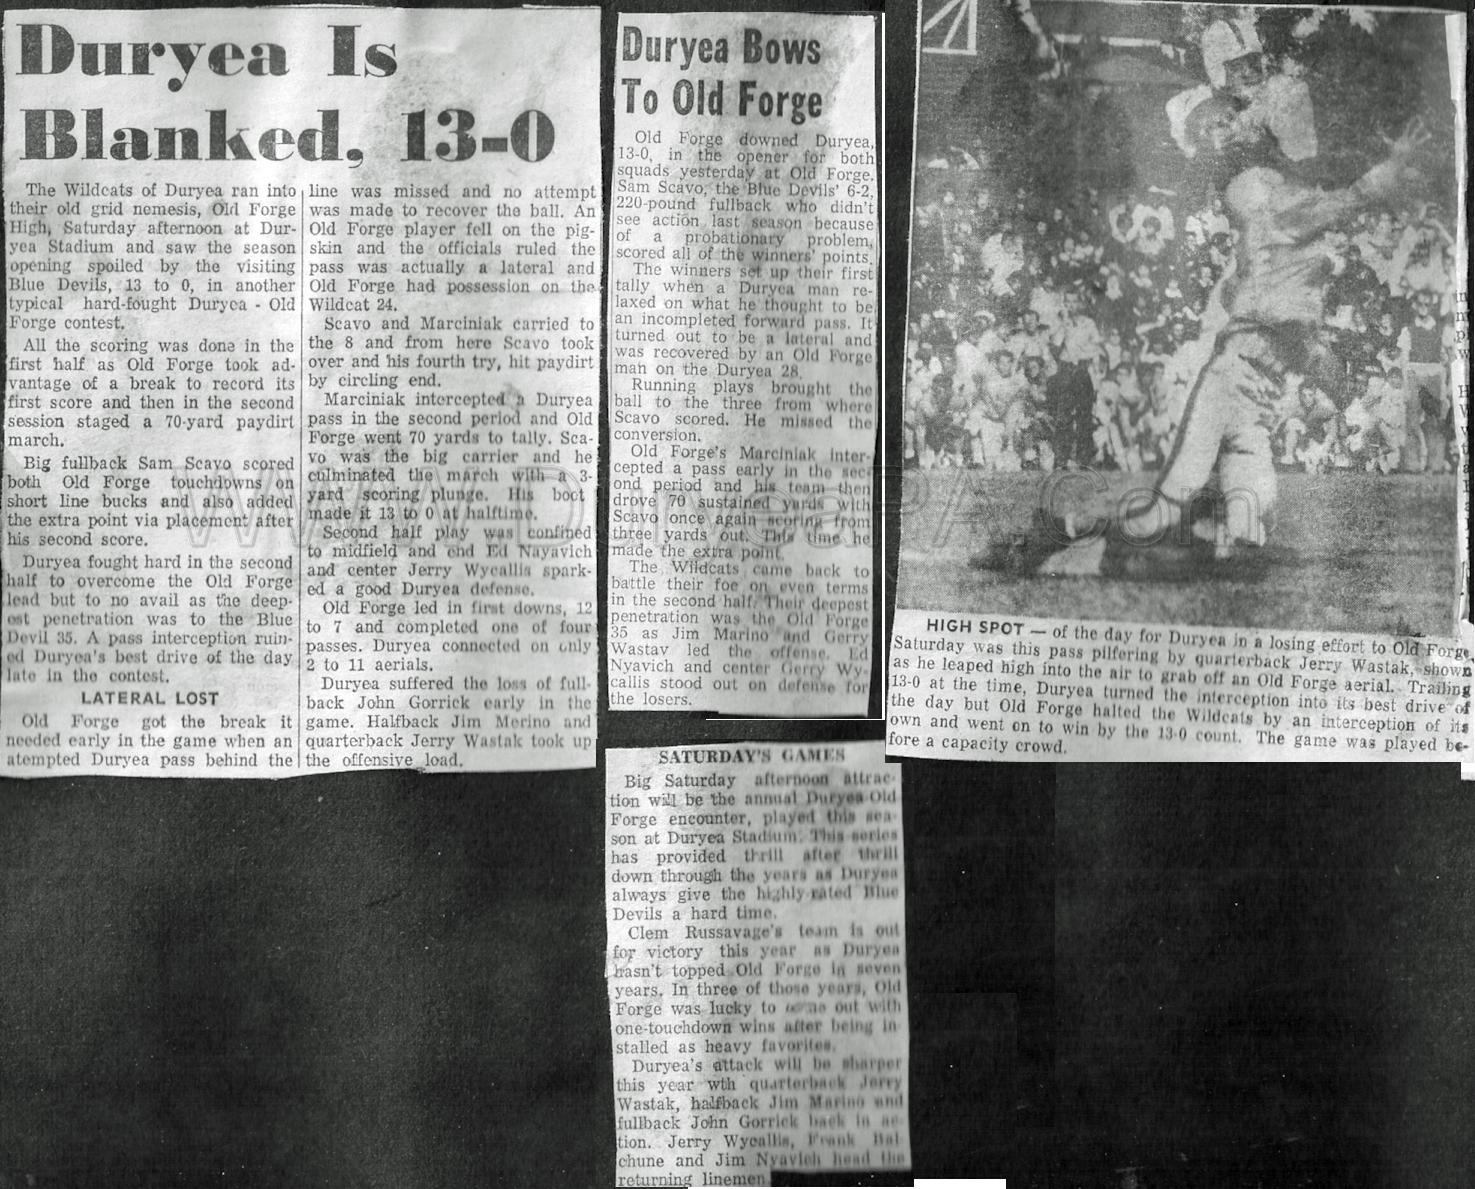 Duryea Is
Blanked, 13-0
The Wildcats of Duryea ran into
their old grid nemesis, Old Forge
High, Saturday afternoon at Dur-
yea Stadium and saw the season
opening spoiled by the visiting
Blue Devils, 13 to 0, in another
typical hard-fought Duryea - Old
Forge contest.
All the scoring was done in the
first half as Old Forge took ad-
vantage of a break to record its
first score and then in the second
session staged a 70-yard paydirt
march.
Big fullback Sam Scavo scored
both Old Forge touchdowns on
short line bucks and also added
the extra point via placement after
his second score.
Duryea fought hard in the second
half to overcome the Old Forge
lead but to no avail as the deep-
est penetration was to the Blue
Devil 35. A pass interception ruin-
ed Duryea's best drive of the day
late in the contest.
LATERAL LOST
Old Forge got the break it
needed early in the game when an
atempted Duryea pass behind the
line was missed and no attempt
was made to recover the ball. An
Old Forge player fell on the pig-
skin and the officials ruled the
pass was actually a lateral and
Old Forge had possession on the
Wildcat 24.
Scavo and Marciniak carried to
the 8 and from here Scavo took
over and his fourth try, hit paydirt
by circling end.
Marciniak intercepted a Duryea
pass in the second period and Old
Forge went 70 yards to tally. Sca-
vo was the big carrier and he
culminated the march with a 3-
yard scoring plunge. His boot
made it 13 to 0 at halftime.
Second half play was confined
to midfield and end Ed Nayavich
and center Jerry Wycallis spark-
ed a good Duryea defense.
Old Forge led in first downs, 12
to 7 and completed one of four
passes. Duryea connected on only
2 to 11 aerials.
Duryea suffered the loss of full-
back John Gorrick early in the
game. Halfback Jim Merino and
quarterback Jerry Wastak took up
the offensive load.
Duryea Bows
To Old Forge
Old Forge downed Duryea,
13-0, in the opener for both
squads yesterday at Old Forge.
Sam Scavo, the Blue Devils' 6-2,
220-pound fullback who didn't
see action last season because
of a probationary problem,
scored all of the winners' points.
The winners set up their first
tally when a Duryea man re-
laxed on what he thought to be
an incompleted forward pass. It
turned out to be a lateral and
was recovered by an Old Forge
man on the Duryea 28.
Running plays brought the
ball to the three from where
Scavo scored. He missed the
conversion.
Old Forge's Marciniak inter-
cepted a pass early in the sec-
ond period and his team then
drove 70 sustained yards with
Scavo once again scoring from
three yards out. This time he
made the extra point.
The Wildcats came back to
battle their foe on even terms
in the second half. Their deepest
penetration was the Old Forge
35 as Jim Marino and Gerry
Wastav led the offense. Ed
Nyavich and center Gerry Wy-
callis stood out on defense for
the losers.
HIGH SPOT — of the day for Duryea in a losing effort to Old Forge
Saturday was this pass pilfering by quarterback Jerry Wastak, shown
as he leaped high into the air to grab off an Old Forge aerial. Trailing
13-0 at the time, Duryea turned the interception into its best drive of
the day but Old Forge halted the Wildcats by an interception of its
own and went on to win by the 13-0 count. The game was played be-
fore a capacity crowd.
SATURDAY'S GAMES
Big Saturday afternoon attrac-
tion will be the annual Duryea-Old
Forge encounter, played this sea-
son at Duryea Stadium. This series
has provided thrill after thrill
down through the years as Duryea
always give the highly-rated Blue
Devils a hard time.
Clem Russavage's team is out
for victory this year as Duryea
hasn't topped Old Forge in seven
years. In three of those years, Old
Forge was lucky to come out with
one-touchdown wins after being in-
stalled as heavy favorites.
Duryea's attack will be sharper
this year wth quarterback Jerry
Wastak, halfback Jim Marino and
fullback John Gorrick back in ac-
tion. Jerry Wycallis, Frank Bal-
chune and Jim Nyavich head the
returning linemen.
www.DuryeaPA.com